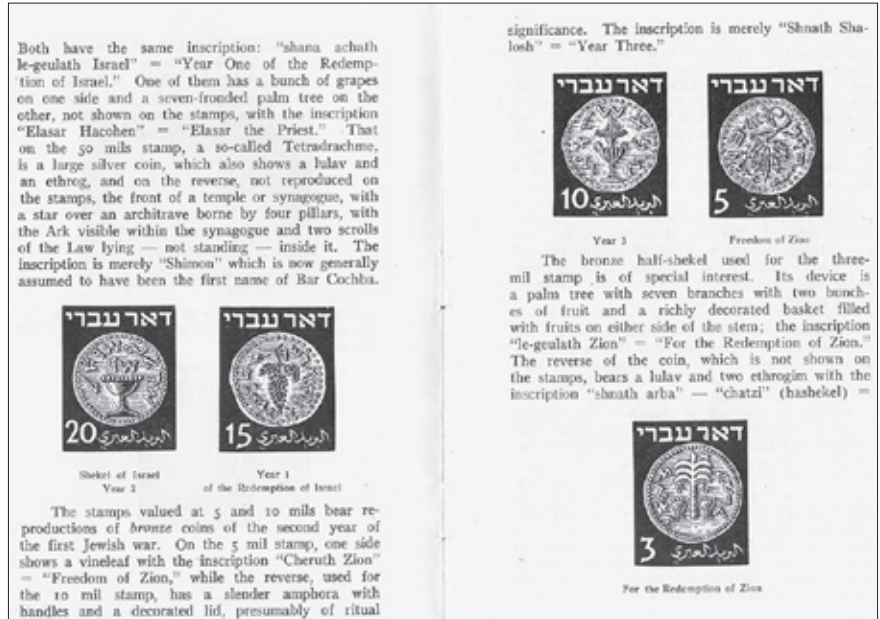 Both have the same inscription: "shana achath
le-geulath Israel" = "Year One of the Redemp-
tion of Israel." One of them has a bunch of grapes
on one side and a seven-fronded palm tree on the
other, not shown on the stamps, with the inscription
"Elasar Hacohen" = "Elasar the Priest." That
on the 50 mils stamp, a so-called Tetradrachme,
is a large silver coin, which also shows a lulav and
an ethrog, and on the reverse, not reproduced on
the stamps, the front of a temple or synagogue, with
a star over an architrave borne by four pillars, with
the Ark visible within the synagogue and two scrolls
of the Law lying — not standing — inside it. The
inscription is merely "Shimon" which is now generally
assumed to have been the first name of Bar Cochba.
דאר עברי
20 البريد العبري
Shekel of Israel
Year 2
דאר עברי
15 البريد العبري
Year 1
of the Redemption of Israel
The stamps valued at 5 and 10 mils bear re-
productions of bronze coins of the second year of
the first Jewish war. On the 5 mil stamp, one side
shows a vineleaf with the inscription "Cheruth Zion"
= "Freedom of Zion," while the reverse, used for
the 10 mil stamp, has a slender amphora with
handles and a decorated lid, presumably of ritual
significance. The inscription is merely "Shnath Sha-
losh" = "Year Three."
דאר עברי
10 البريد العبري
Year 3
דאר עברי
5 البريد العبري
Freedom of Zion
The bronze half-shekel used for the three-
mil stamp is of special interest. Its device is
a palm tree with seven branches with two bunch-
es of fruit and a richly decorated basket filled
with fruits on either side of the stem; the inscription
"le-geulath Zion" = "For the Redemption of Zion."
The reverse of the coin, which is not shown on
the stamps, bears a lulav and two ethrogim with the
inscription "shnath arba" — "chatzi" (hashekel) =
דאר עברי
3 البريد العبري
For the Redemption of Zion